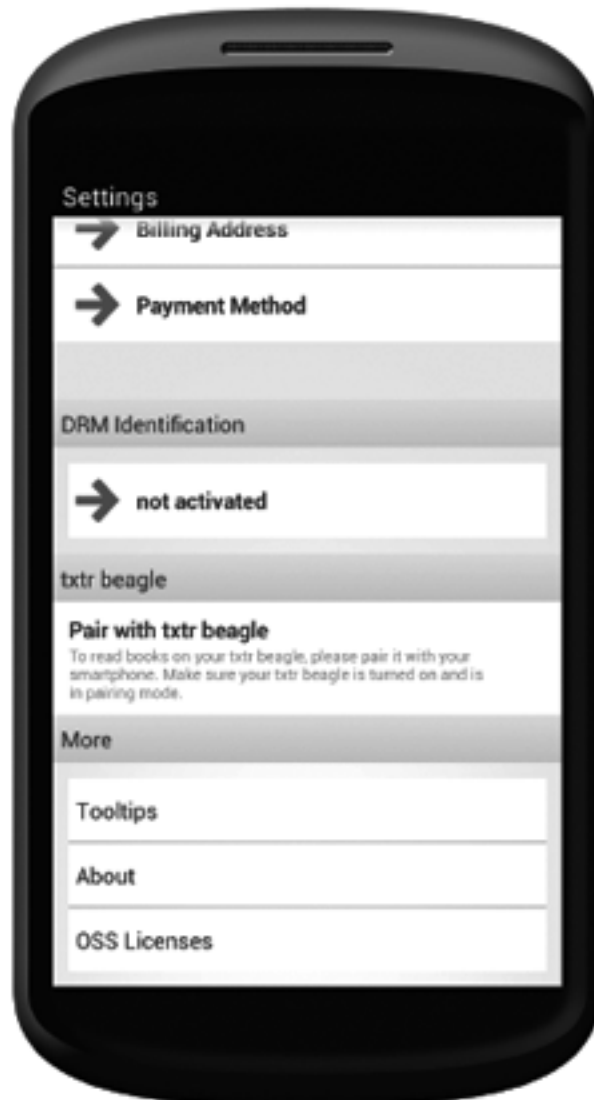 Settings
Billing Address
Payment Method
DRM Identification
not activated
txtr beagle
Pair with txtr beagle
To read books on your txtr beagle, please pair it with your
smartphone. Make sure your txtr beagle is turned on and is
in pairing mode.
More
Tooltips
About
OSS Licenses